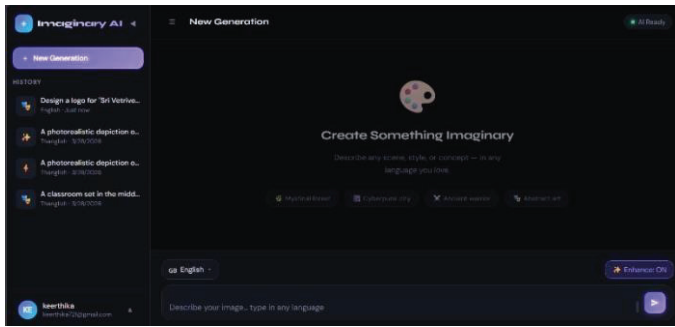 Imaginary AI
+ New Generation
HISTORY
Design a logo for "Sri Vetrive...
English · Just now
A photorealistic depiction o...
Thanglish · 3/28/2026
A photorealistic depiction o...
Thanglish · 3/28/2026
A classroom set in the midd...
Thanglish · 3/28/2026
KE
keerthika
New Generation
AI Ready
Create Something Imaginary
Describe any scene, style, or concept — in any
language you love.
Cyberpunk city
Ancient warrior
Abstract art
GB English
Enhance: ON
Describe your image... type in any language